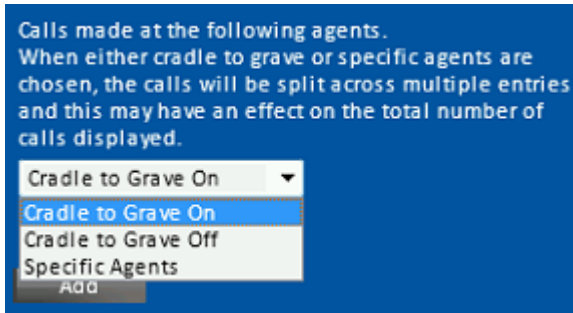 Calls made at the following agents.
When either cradle to grave or specific agents are
chosen, the calls will be split across multiple entries
and this may have an effect on the total number of
calls displayed.
Cradle to Grave On
Cradle to Grave On
Cradle to Grave Off
Specific Agents
Add